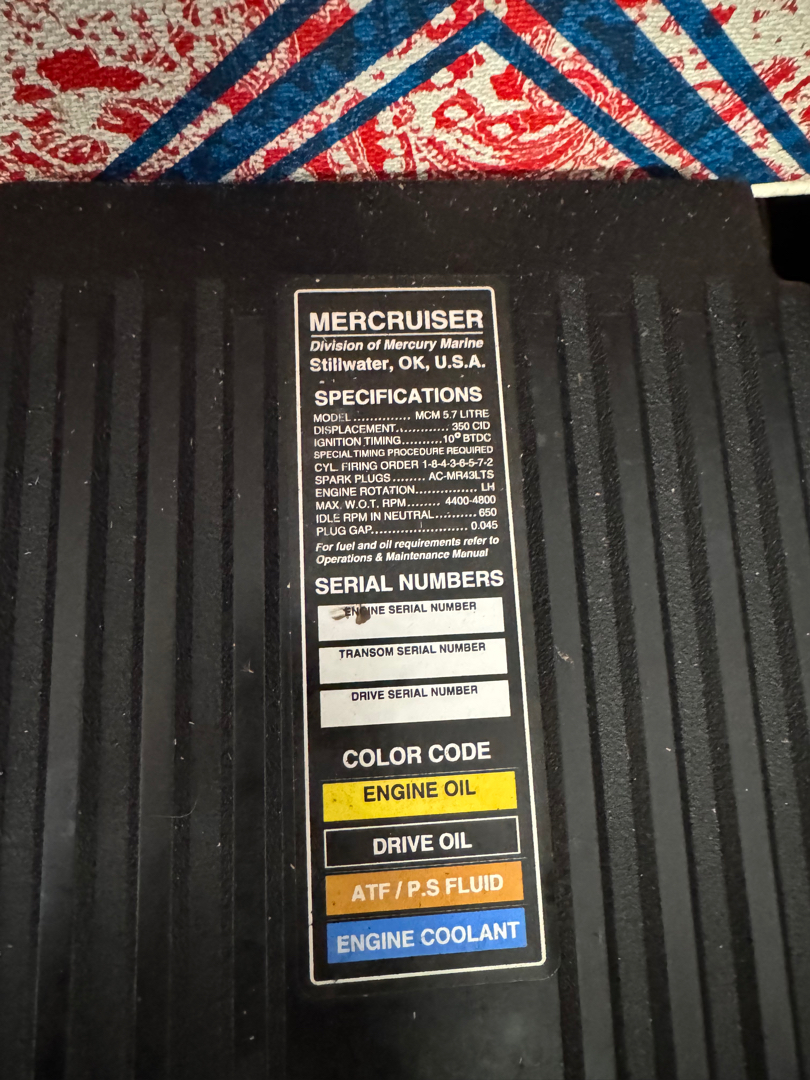 MERCRUISER
Division of Mercury Marine
Stillwater, OK, U.S.A.
SPECIFICATIONS
MODEL .............. MCM 5.7 LITRE
DISPLACEMENT............. 350 CID
IGNITION TIMING..........10° BTDC
SPECIAL TIMING PROCEDURE REQUIRED
CYL. FIRING ORDER 1-8-4-3-6-5-7-2
SPARK PLUGS........ AC-MR43LTS
ENGINE ROTATION................ LH
MAX. W.O.T. RPM........ 4400-4800
IDLE RPM IN NEUTRAL.......... 650
PLUG GAP........................ 0.045
For fuel and oil requirements refer to
Operations & Maintenance Manual
SERIAL NUMBERS
ENGINE SERIAL NUMBER
TRANSOM SERIAL NUMBER
DRIVE SERIAL NUMBER
COLOR CODE
ENGINE OIL
DRIVE OIL
ATF / P.S FLUID
ENGINE COOLANT